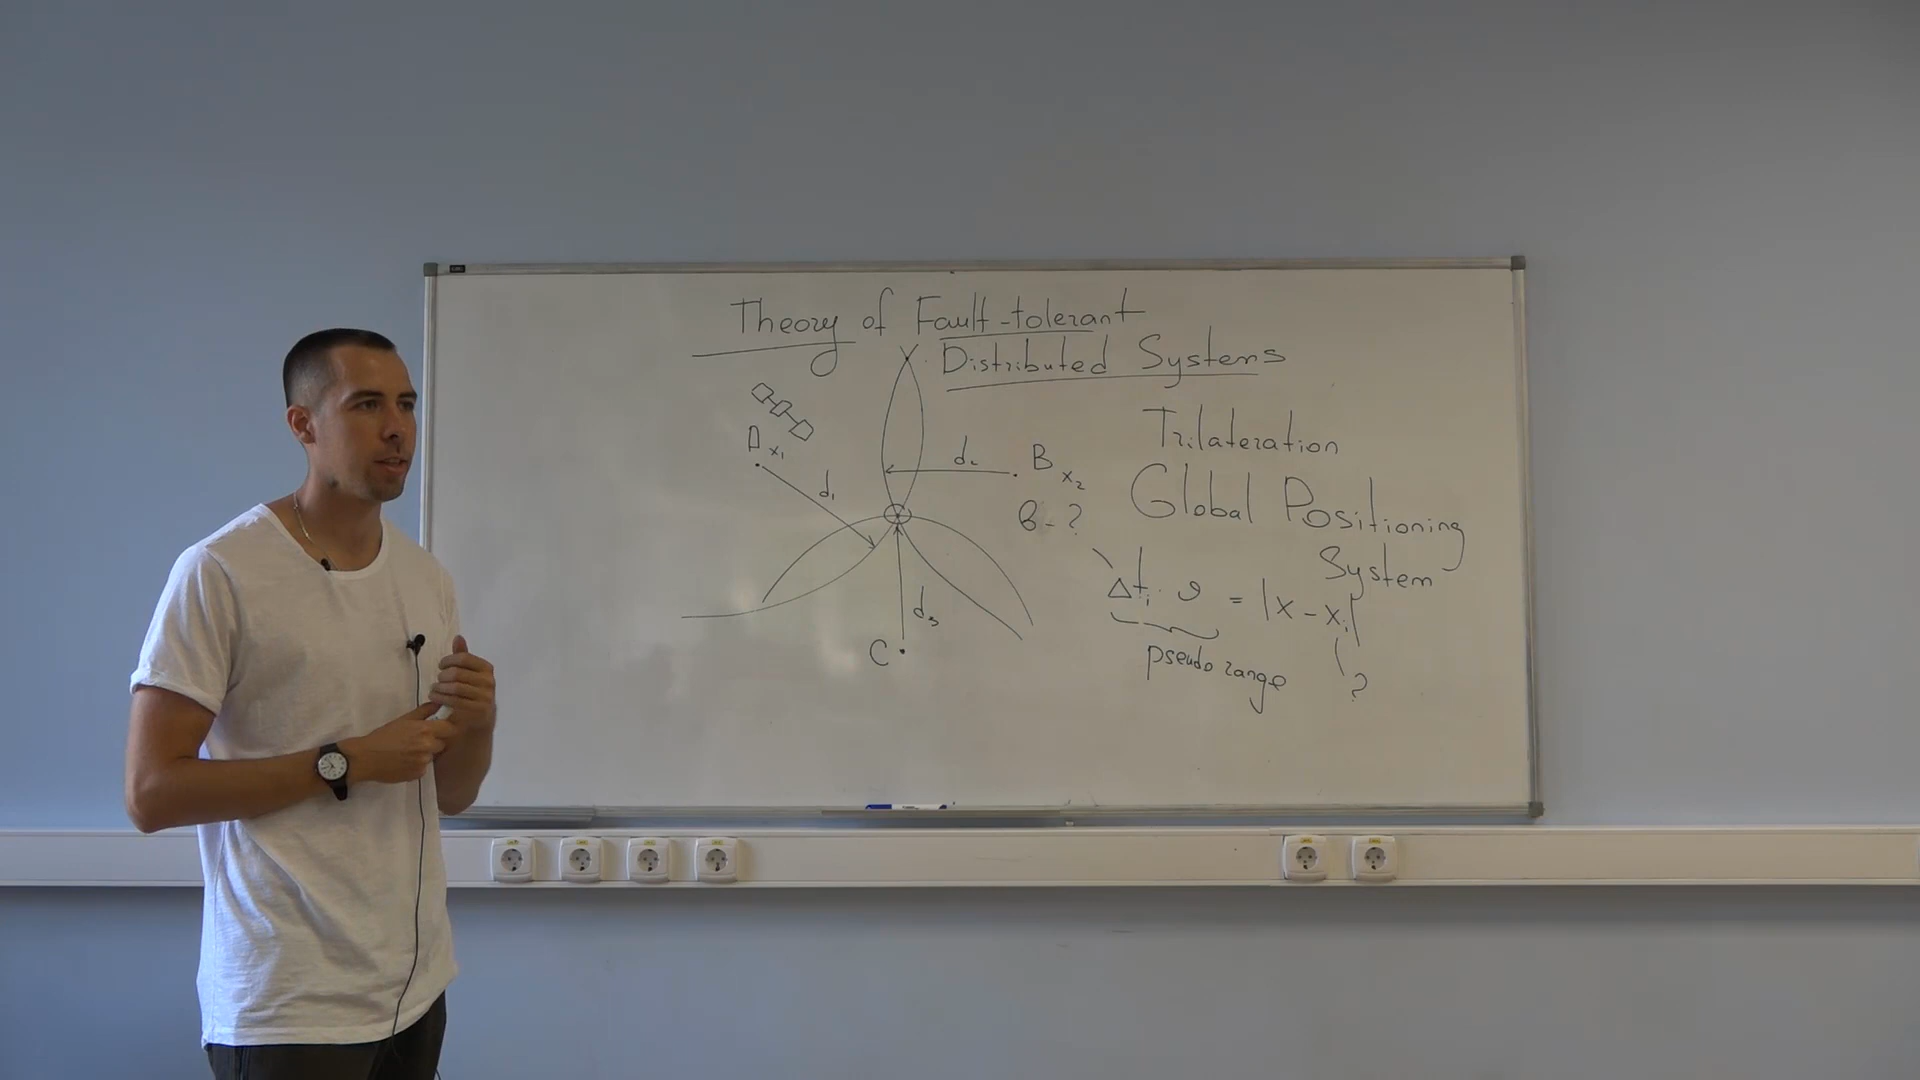 Theory of Fault-tolerant
Distributed Systems
A x₁
d₁
d₂
B x₂
b - ?
C
d₃
Trilateration
Global Positioning
System
Δtᵢ · v = |x - xᵢ|
pseudo range
?